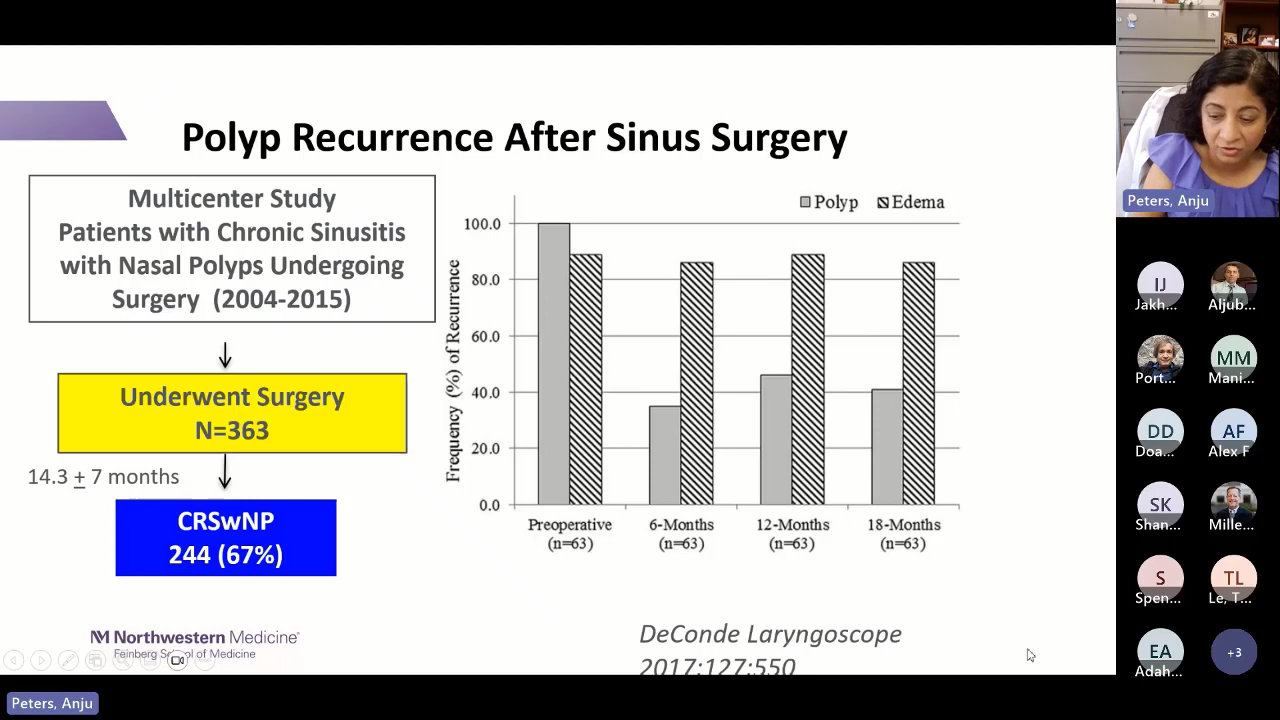 Polyp Recurrence After Sinus Surgery
Multicenter Study
Patients with Chronic Sinusitis
with Nasal Polyps Undergoing
Surgery (2004-2015)
Underwent Surgery
N=363
14.3 + 7 months
CRSwNP
244 (67%)
Polyp Edema
Frequency (%) of Recurrence
100.0
80.0
60.0
40.0
20.0
0.0
Preoperative
(n=63)
6-Months
(n=63)
12-Months
(n=63)
18-Months
(n=63)
DeConde Laryngoscope
2017;127:550
Northwestern Medicine
Feinberg School of Medicine
Peters, Anju
Peters, Anju
IJ
Jakh...
Aljub...
Port...
MM
Mani...
DD
Doa...
AF
Alex F
SK
Shan...
Mille...
S
Spen...
TL
Le, T...
EA
Adah...
+3